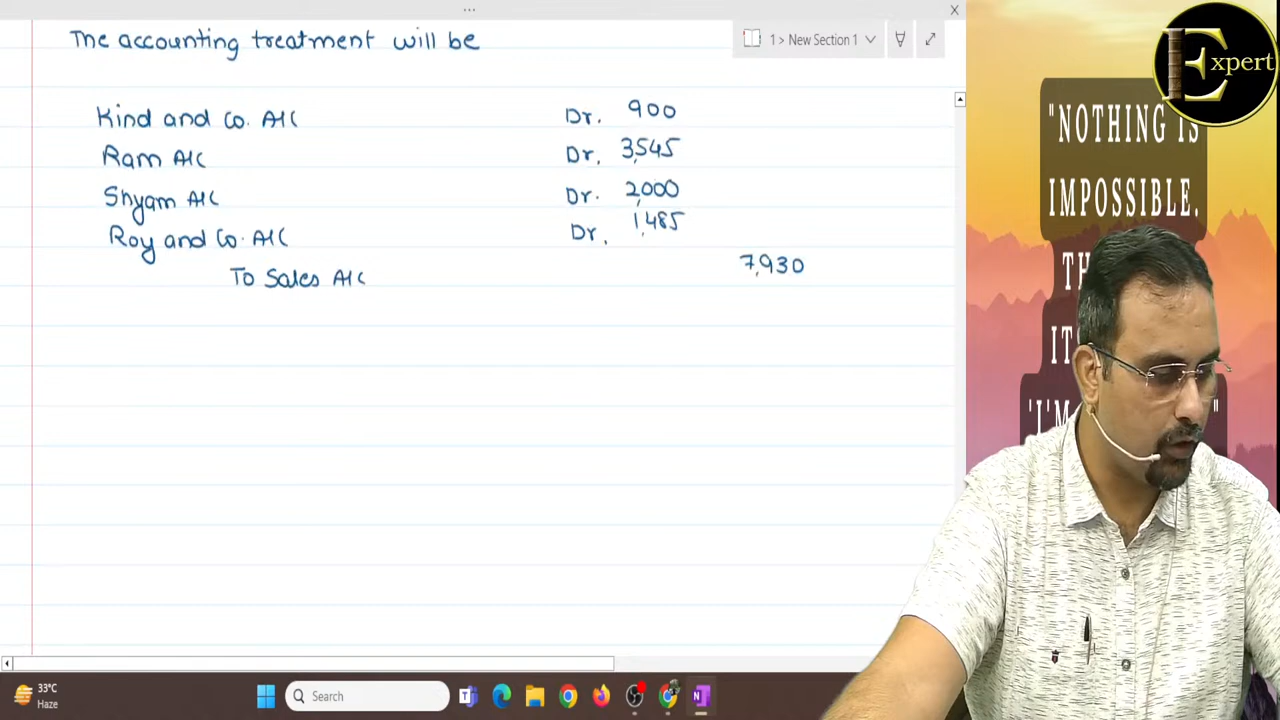 The accounting treatment will be
1 > New Section 1
Expert
Kind and Co. A/C Dr. 900
Ram A/C Dr. 3,545
Shyam A/C Dr. 2,000
Roy and Co. A/C Dr. 1,485
To Sales A/C 7,930
"NOTHING IS
IMPOSSIBLE.
TH
IT
'I'M "
33°C
Haze
Search